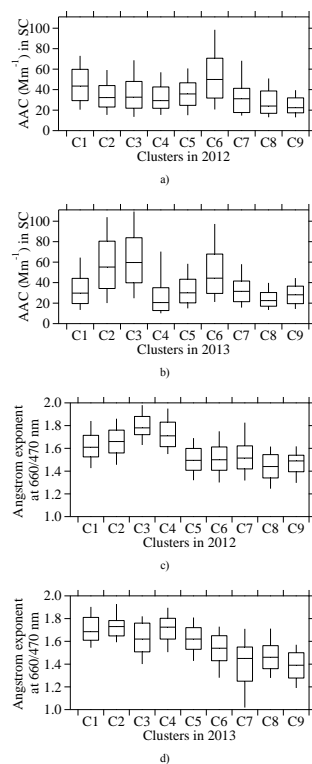 AAC (Mm⁻¹) in SC
100
80
60
40
20
0
C1 C2 C3 C4 C5 C6 C7 C8 C9
Clusters in 2012
a)
AAC (Mm⁻¹) in SC
100
80
60
40
20
0
C1 C2 C3 C4 C5 C6 C7 C8 C9
Clusters in 2013
b)
Angstrom exponent
at 660/470 nm
2.0
1.8
1.6
1.4
1.2
1.0
C1 C2 C3 C4 C5 C6 C7 C8 C9
Clusters in 2012
c)
Angstrom exponent
at 660/470 nm
2.0
1.8
1.6
1.4
1.2
1.0
C1 C2 C3 C4 C5 C6 C7 C8 C9
Clusters in 2013
d)